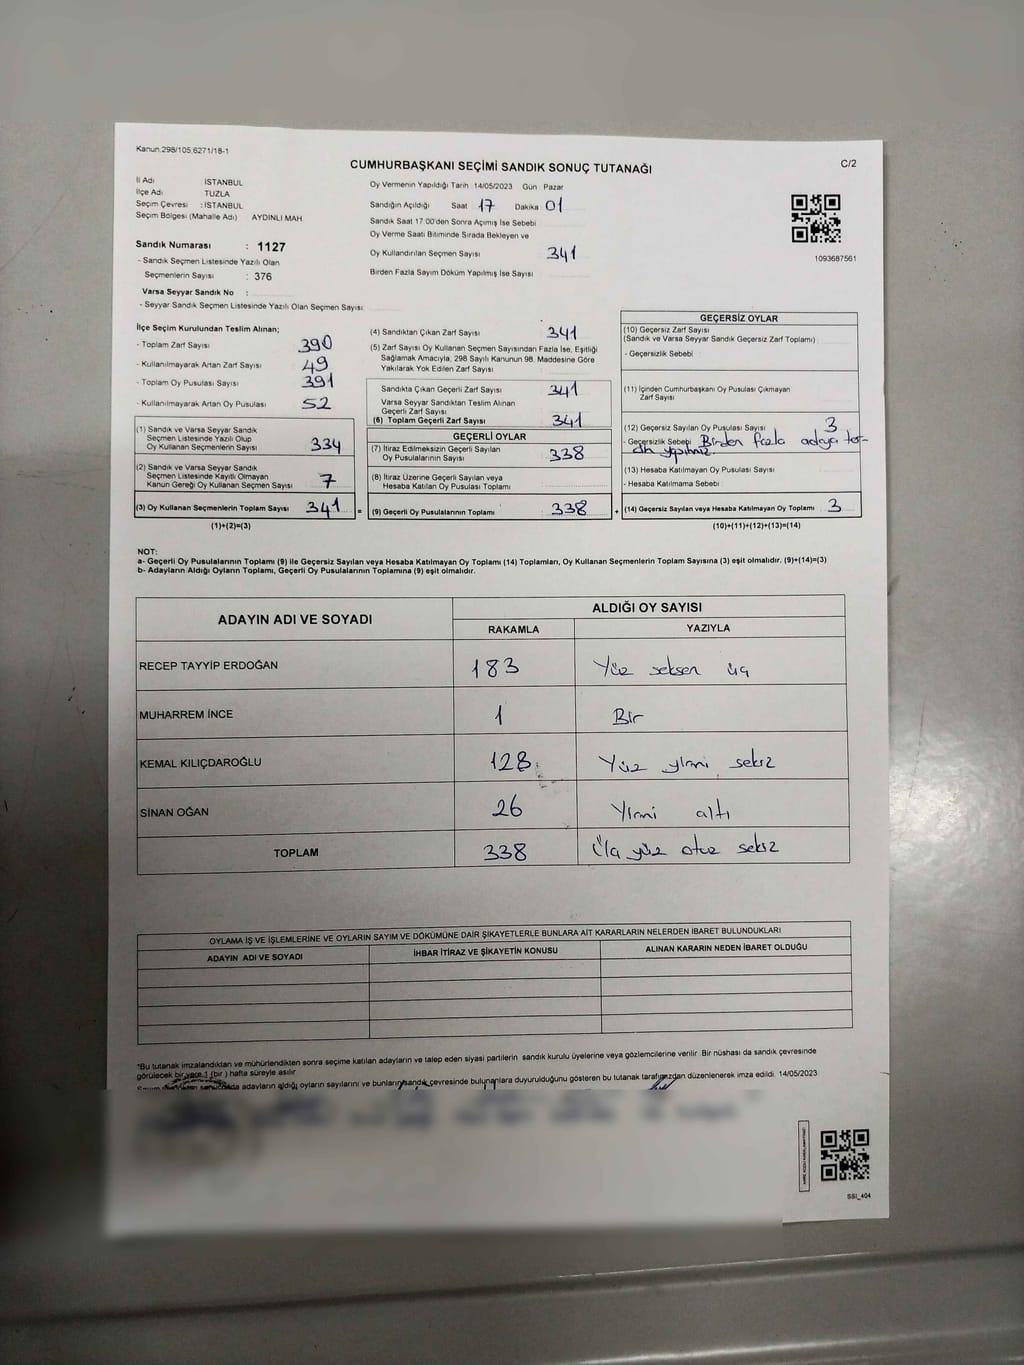 Kanun.298/105.6271/18-1
CUMHURBAŞKANI SEÇİMİ SANDIK SONUÇ TUTANAĞI
C/2
İl Adı İSTANBUL
İlçe Adı TUZLA
Seçim Çevresi : İSTANBUL
Seçim Bölgesi (Mahalle Adı) AYDINLI MAH
Sandık Numarası : 1127
- Sandık Seçmen Listesinde Yazılı Olan
Seçmenlerin Sayısı : 376
Varsa Seyyar Sandık No :
- Seyyar Sandık Seçmen Listesinde Yazılı Olan Seçmen Sayısı:
Oy Vermenin Yapıldığı Tarih : 14/05/2023 Gün Pazar
Sandığın Açıldığı Saat 17 Dakika 01
Sandık Saat 17:00'den Sonra Açmış İse Sebebi
Oy Verme Saati Bitiminde Sırada Bekleyen ve
Oy Kullandırılan Seçmen Sayısı 341
Birden Fazla Sayım Döküm Yapılmış İse Sayısı
1093687561
İlçe Seçim Kurulundan Teslim Alınan;
- Toplam Zarf Sayısı 390
- Kullanılmayarak Artan Zarf Sayısı 49
- Toplam Oy Pusulası Sayısı 391
- Kullanılmayarak Artan Oy Pusulası 52
(1) Sandık ve Varsa Seyyar Sandık
Seçmen Listesinde Yazılı Olup
Oy Kullanan Seçmenlerin Sayısı 334
(2) Sandık ve Varsa Seyyar Sandık
Seçmen Listesinde Kayıtlı Olmayan
Kanun Gereği Oy Kullanan Seçmen Sayısı 7
(3) Oy Kullanan Seçmenlerin Toplam Sayısı 341 =
(1)+(2)=(3)
(4) Sandıktan Çıkan Zarf Sayısı 341
(5) Zarf Sayısı Oy Kullanan Seçmen Sayısından Fazla İse, Eşitliği
Sağlamak Amacıyla, 298 Sayılı Kanunun 98. Maddesine Göre
Yakılarak Yok Edilen Zarf Sayısı
Sandıkta Çıkan Geçerli Zarf Sayısı 341
Varsa Seyyar Sandıktan Teslim Alınan
Geçerli Zarf Sayısı
(6) Toplam Geçerli Zarf Sayısı 341
GEÇERLİ OYLAR
(7) İtiraz Edilmeksizin Geçerli Sayılan
Oy Pusulalarının Sayısı 338
(8) İtiraz Üzerine Geçerli Sayılan veya
Hesaba Katılan Oy Pusulası Toplamı
(9) Geçerli Oy Pusulalarının Toplamı 338 +
GEÇERSİZ OYLAR
(10) Geçersiz Zarf Sayısı
(Sandık ve Varsa Seyyar Sandık Geçersiz Zarf Toplamı)
- Geçersizlik Sebebi
(11) İçinden Cumhurbaşkanı Oy Pusulası Çıkmayan
Zarf Sayısı
(12) Geçersiz Sayılan Oy Pusulası Sayısı 3
- Geçersizlik Sebebi Birden fazla adaya ter-
cih yapılmış.
(13) Hesaba Katılmayan Oy Pusulası Sayısı
- Hesaba Katılmama Sebebi
(14) Geçersiz Sayılan veya Hesaba Katılmayan Oy Toplamı 3
(10)+(11)+(12)+(13)=(14)
NOT:
a- Geçerli Oy Pusulalarının Toplamı (9) ile Geçersiz Sayılan veya Hesaba Katılmayan Oy Toplamı (14) Toplamları, Oy Kullanan Seçmenlerin Toplam Sayısına (3) eşit olmalıdır. (9)+(14)=(3)
b- Adayların Aldığı Oyların Toplamı, Geçerli Oy Pusulalarının Toplamına (9) eşit olmalıdır.
ADAYIN ADI VE SOYADI
ALDIĞI OY SAYISI
RAKAMLA YAZIYLA
RECEP TAYYİP ERDOĞAN 183 Yüz seksen üç
MUHARREM İNCE 1 Bir
KEMAL KILIÇDAROĞLU 128 Yüz yirmi sekiz
SİNAN OĞAN 26 Yirmi altı
TOPLAM 338 Üç yüz otuz sekiz
OYLAMA İŞ VE İŞLEMLERİNE VE OYLARIN SAYIM VE DÖKÜMÜNE DAİR ŞİKAYETLERLE BUNLARA AİT KARARLARIN NELERDEN İBARET BULUNDUKLARI
ADAYIN ADI VE SOYADI İHBAR İTİRAZ VE ŞİKAYETİN KONUSU ALINAN KARARIN NEDEN İBARET OLDUĞU
*Bu tutanak imzalandıktan ve mühürlendikten sonra seçime katılan adayların ve talep eden siyasi partilerin sandık kurulu üyelerine veya gözlemcilerine verilir. Bir nüshası da sandık çevresinde
görülecek bir yere 1 (bir) hafta süreyle asılır
adayların aldığı oyların sayılarını ve bunların sandık çevresinde bulunanlara duyurulduğunu gösteren bu tutanak tarafımızdan düzenlenerek imza edildi. 14/05/2023
SSI_404